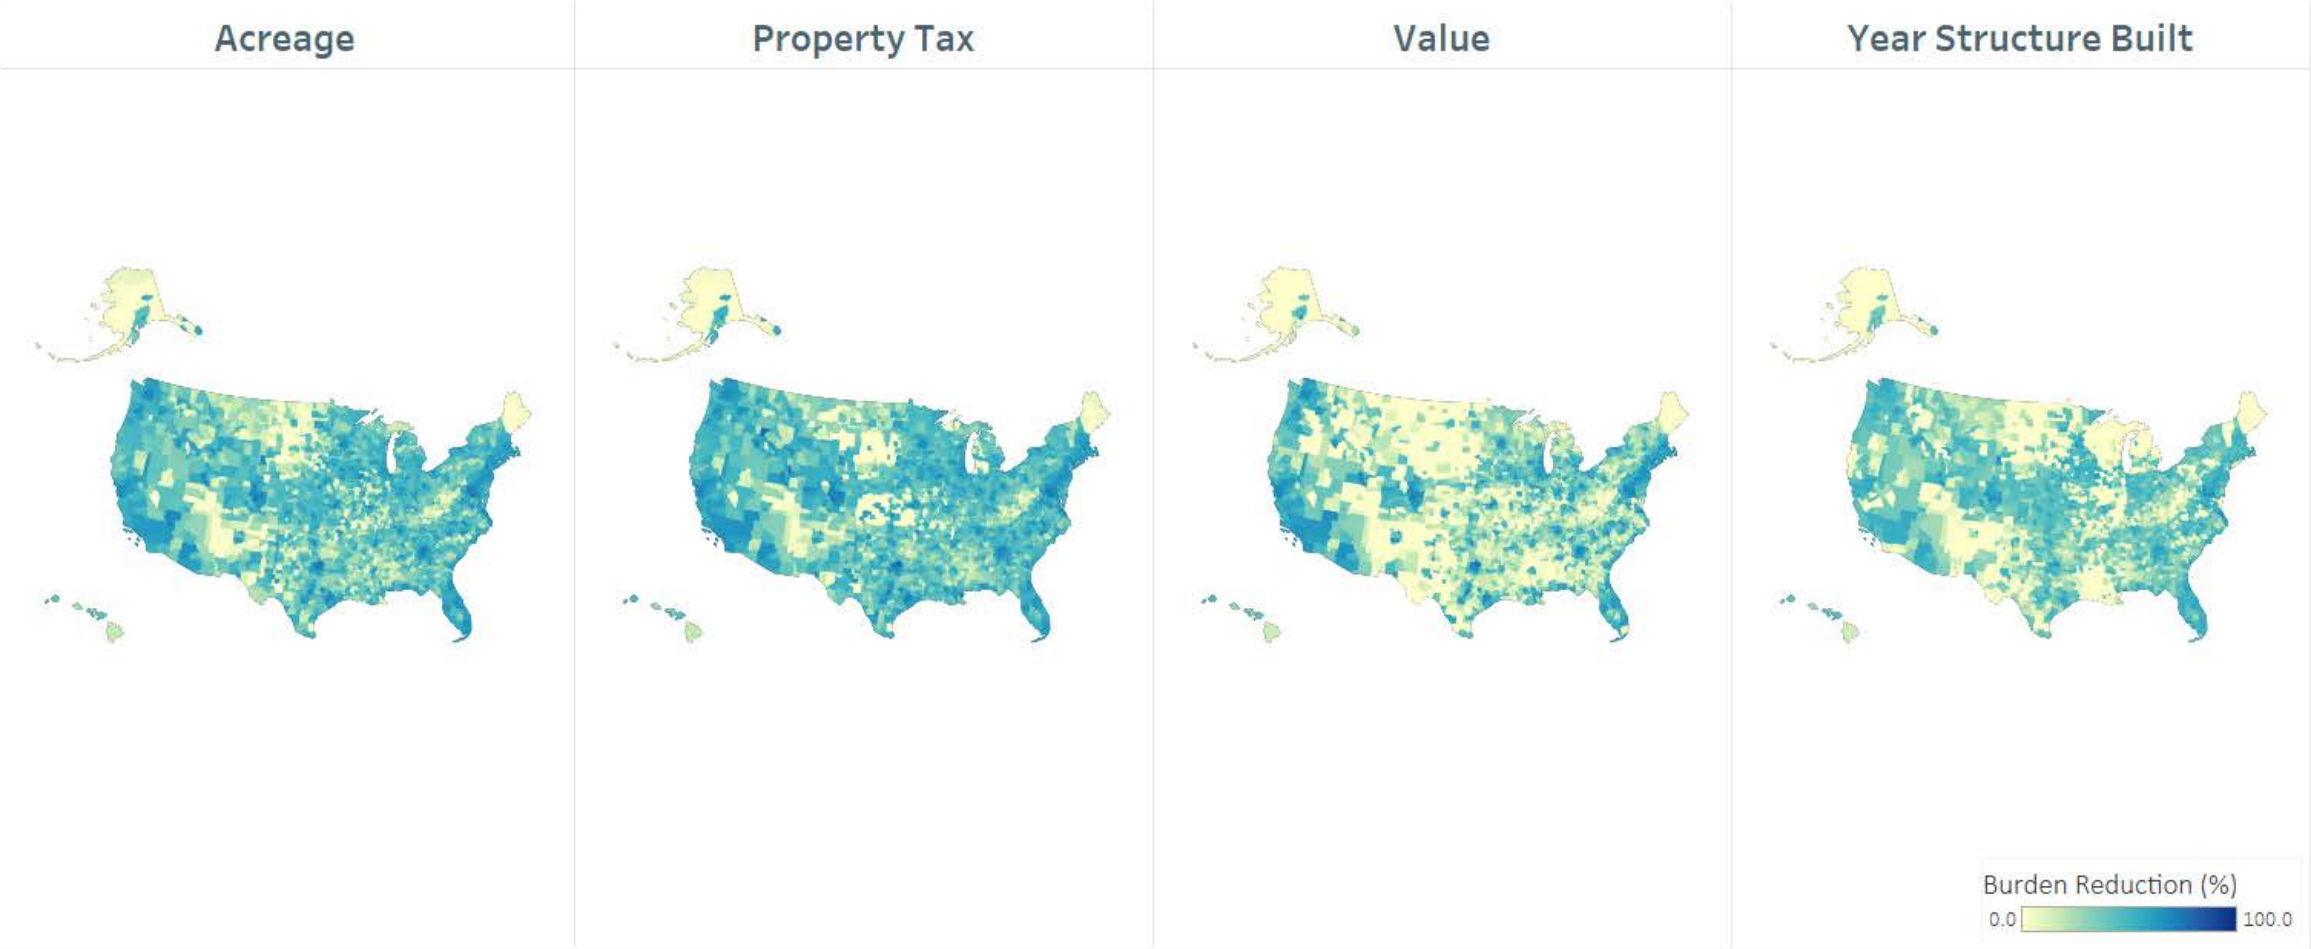 Acreage
Property Tax
Value
Year Structure Built
Burden Reduction (%)
0.0 100.0